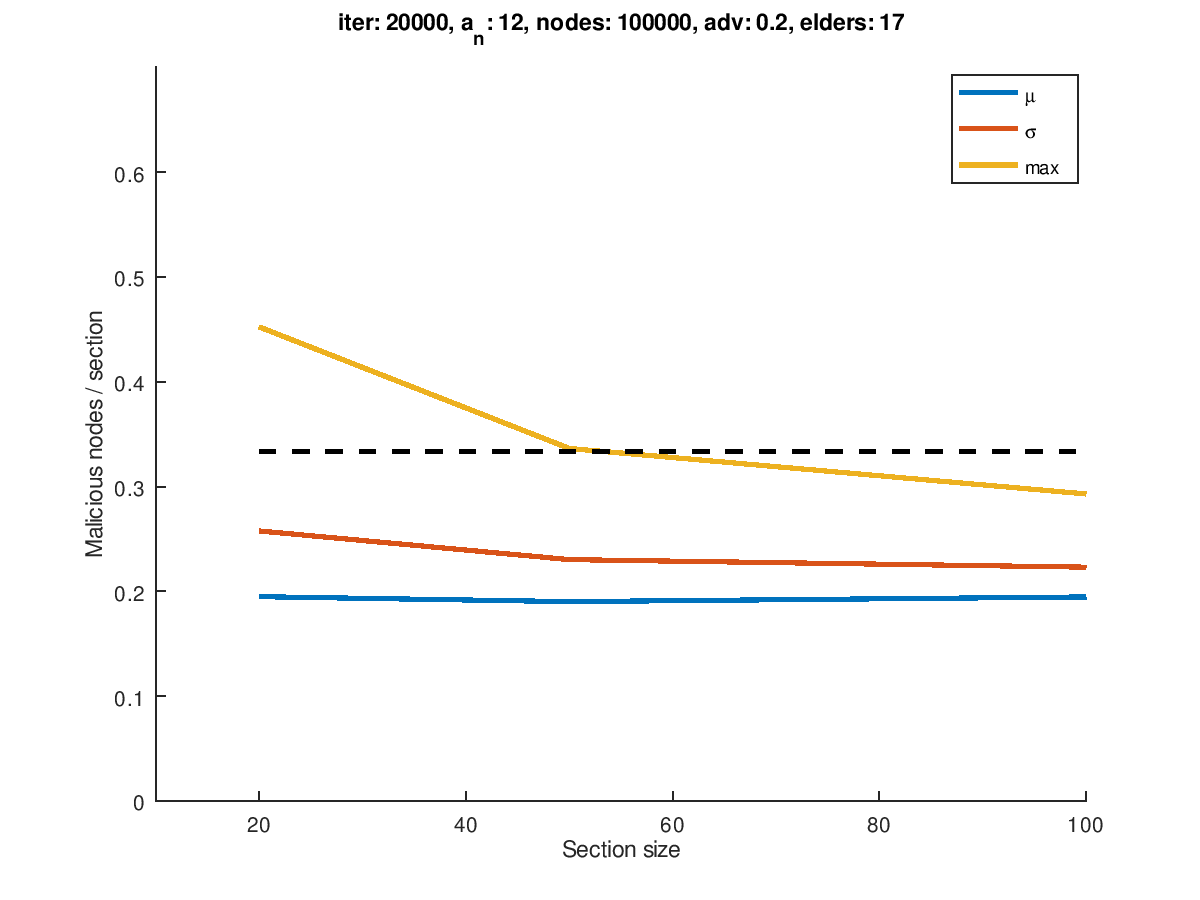 iter: 20000, a_n: 12, nodes: 100000, adv: 0.2, elders: 17
μ
σ
max
0.6
0.5
0.4
0.3
0.2
0.1
0
Malicious nodes / section
20 40 60 80 100
Section size